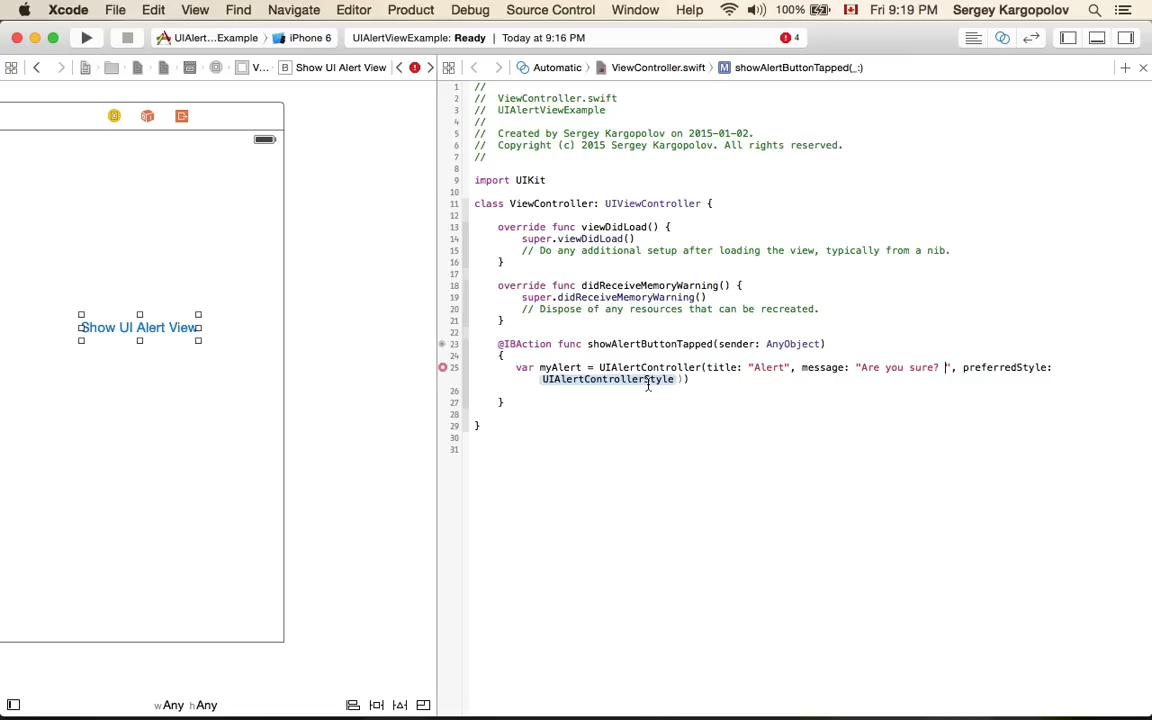 Xcode File Edit View Find Navigate Editor Product Debug Source Control Window Help 100% Fri 9:19 PM Sergey Kargopolov
UIAlert...Example iPhone 6 UIAlertViewExample: Ready Today at 9:16 PM 4
V... B Show UI Alert View Automatic ViewController.swift M showAlertButtonTapped(_:)
1 //
2 // ViewController.swift
3 // UIAlertViewExample
4 //
5 // Created by Sergey Kargopolov on 2015-01-02.
6 // Copyright (c) 2015 Sergey Kargopolov. All rights reserved.
7 //
8
9 import UIKit
10
11 class ViewController: UIViewController {
12
13 override func viewDidLoad() {
14 super.viewDidLoad()
15 // Do any additional setup after loading the view, typically from a nib.
16 }
17
18 override func didReceiveMemoryWarning() {
19 super.didReceiveMemoryWarning()
20 // Dispose of any resources that can be recreated.
21 }
22
23 @IBAction func showAlertButtonTapped(sender: AnyObject)
24 {
25 var myAlert = UIAlertController(title: "Alert", message: "Are you sure? ", preferredStyle:
UIAlertControllerStyle))
26
27 }
28
29 }
30
31
Show UI Alert View
wAny hAny